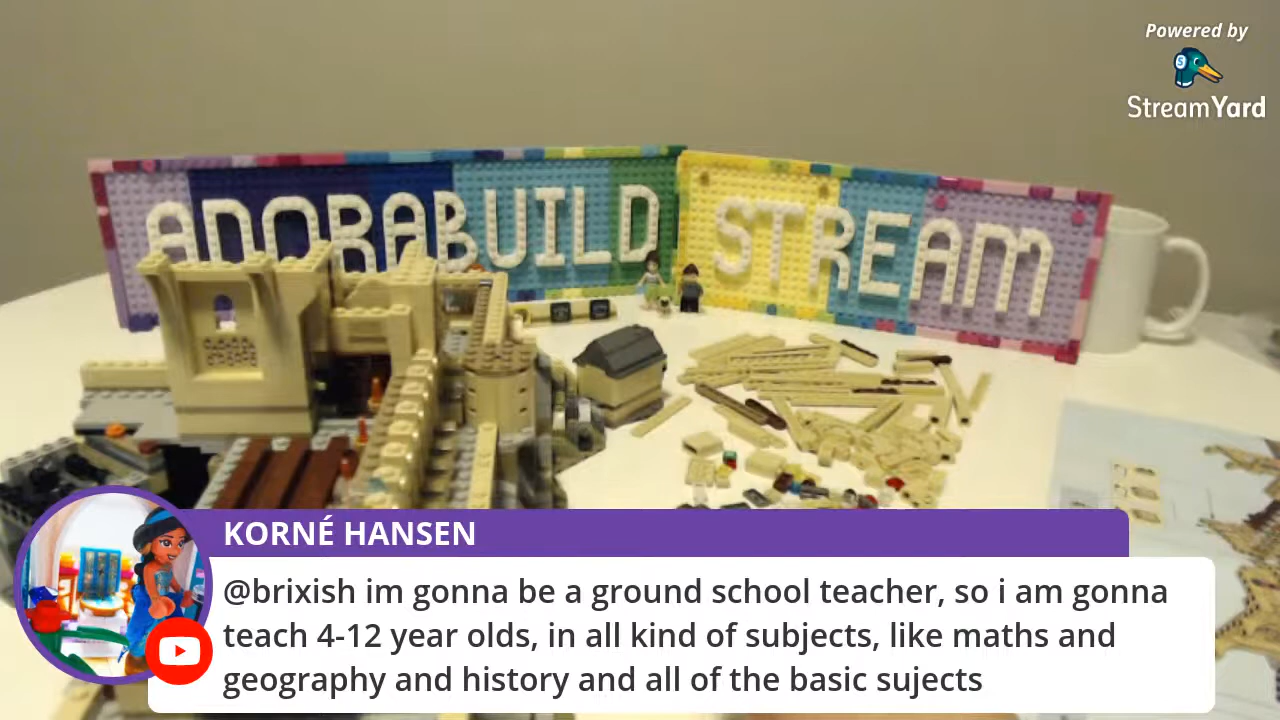 Powered by
StreamYard
ADORABUILD STREAM
KORNÉ HANSEN
@brixish im gonna be a ground school teacher, so i am gonna
teach 4-12 year olds, in all kind of subjects, like maths and
geography and history and all of the basic sujects